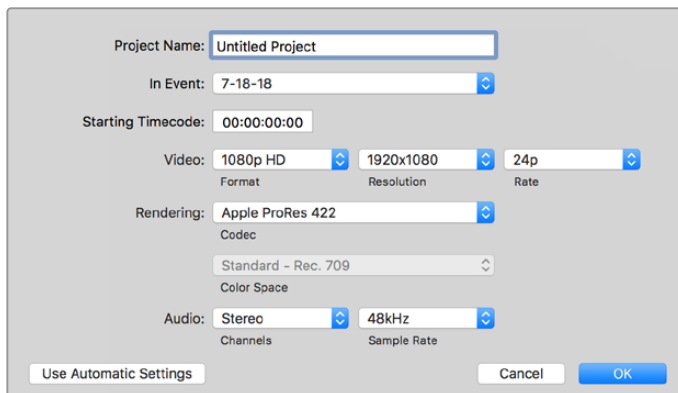 Project Name: Untitled Project
In Event: 7-18-18
Starting Timecode: 00:00:00:00
Video: 1080p HD 1920x1080 24p
Format Resolution Rate
Rendering: Apple ProRes 422
Codec
Standard - Rec. 709
Color Space
Audio: Stereo 48kHz
Channels Sample Rate
Use Automatic Settings Cancel OK